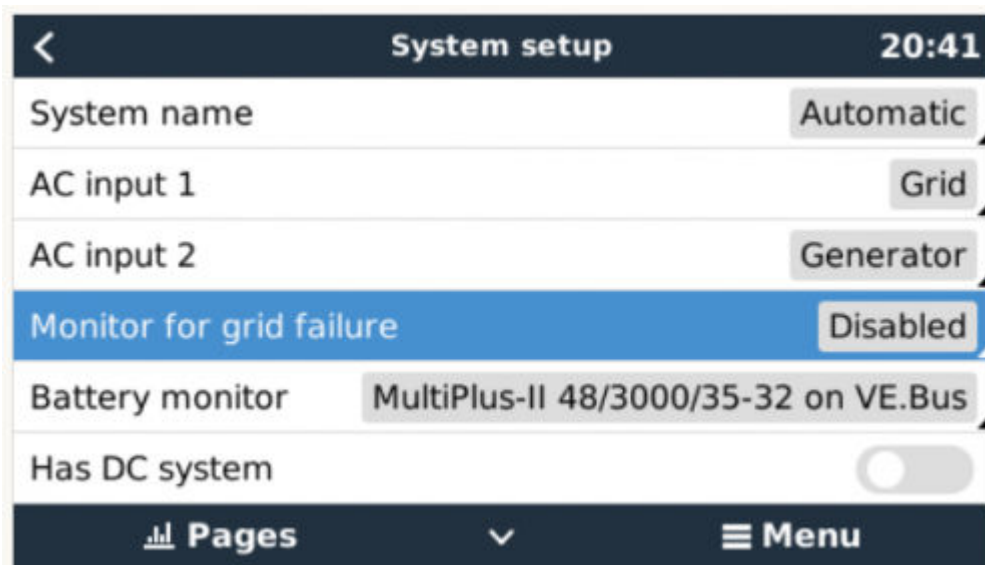 System setup 20:41
System name Automatic
AC input 1 Grid
AC input 2 Generator
Monitor for grid failure Disabled
Battery monitor MultiPlus-II 48/3000/35-32 on VE.Bus
Has DC system
Pages Menu